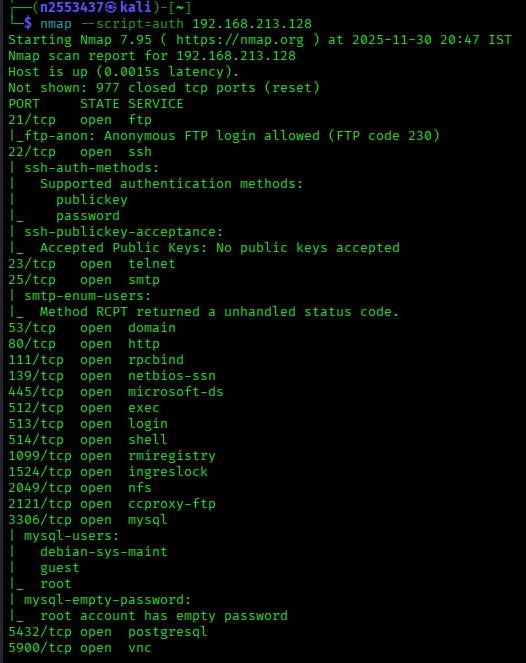 ┌──(n2553437㉿kali)-[~]
└─$ nmap --script=auth 192.168.213.128
Starting Nmap 7.95 ( https://nmap.org ) at 2025-11-30 20:47 IST
Nmap scan report for 192.168.213.128
Host is up (0.0015s latency).
Not shown: 977 closed tcp ports (reset)
PORT     STATE SERVICE
21/tcp   open  ftp
|_ftp-anon: Anonymous FTP login allowed (FTP code 230)
22/tcp   open  ssh
| ssh-auth-methods:
|   Supported authentication methods:
|     publickey
|_    password
| ssh-publickey-acceptance:
|_  Accepted Public Keys: No public keys accepted
23/tcp   open  telnet
25/tcp   open  smtp
| smtp-enum-users:
|_  Method RCPT returned a unhandled status code.
53/tcp   open  domain
80/tcp   open  http
111/tcp  open  rpcbind
139/tcp  open  netbios-ssn
445/tcp  open  microsoft-ds
512/tcp  open  exec
513/tcp  open  login
514/tcp  open  shell
1099/tcp open  rmiregistry
1524/tcp open  ingreslock
2049/tcp open  nfs
2121/tcp open  ccproxy-ftp
3306/tcp open  mysql
| mysql-users:
|   debian-sys-maint
|   guest
|_  root
| mysql-empty-password:
|_  root account has empty password
5432/tcp open  postgresql
5900/tcp open  vnc